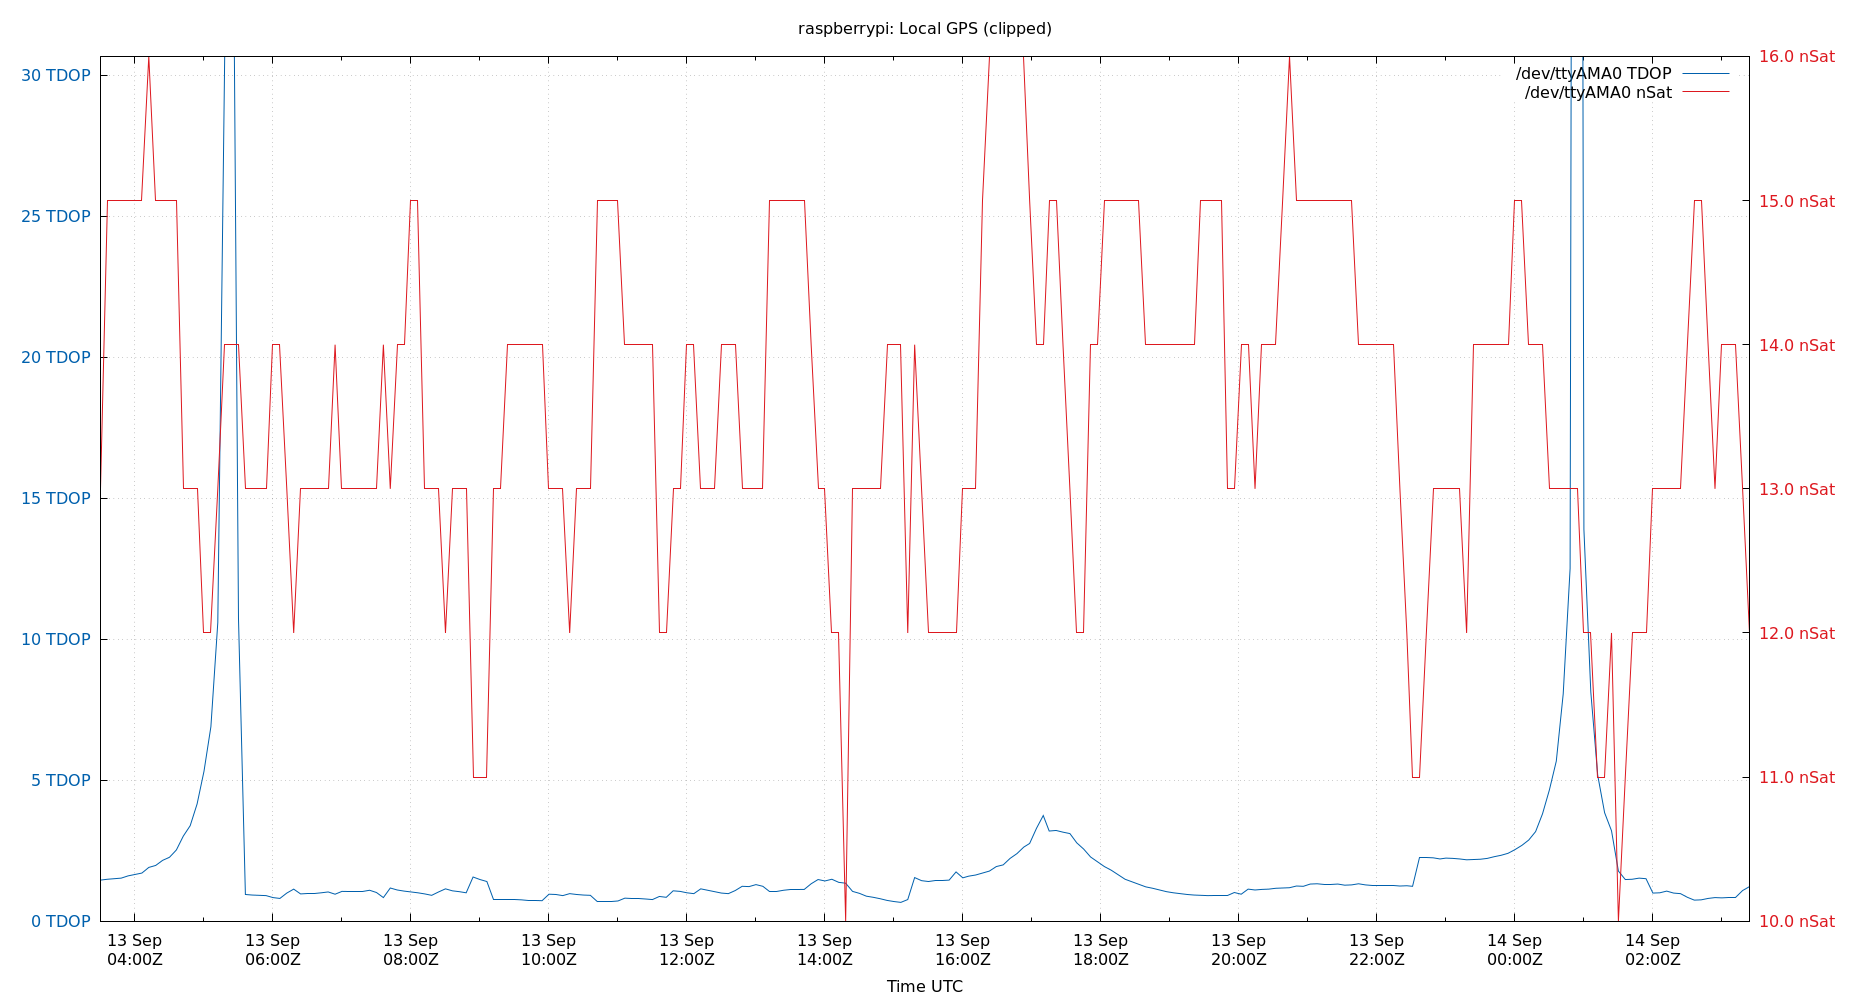 raspberrypi: Local GPS (clipped)
30 TDOP
25 TDOP
20 TDOP
15 TDOP
10 TDOP
5 TDOP
0 TDOP
16.0 nSat
15.0 nSat
14.0 nSat
13.0 nSat
12.0 nSat
11.0 nSat
10.0 nSat
/dev/ttyAMA0 TDOP
/dev/ttyAMA0 nSat
13 Sep
04:00Z
13 Sep
06:00Z
13 Sep
08:00Z
13 Sep
10:00Z
13 Sep
12:00Z
13 Sep
14:00Z
13 Sep
16:00Z
13 Sep
18:00Z
13 Sep
20:00Z
13 Sep
22:00Z
14 Sep
00:00Z
14 Sep
02:00Z
Time UTC